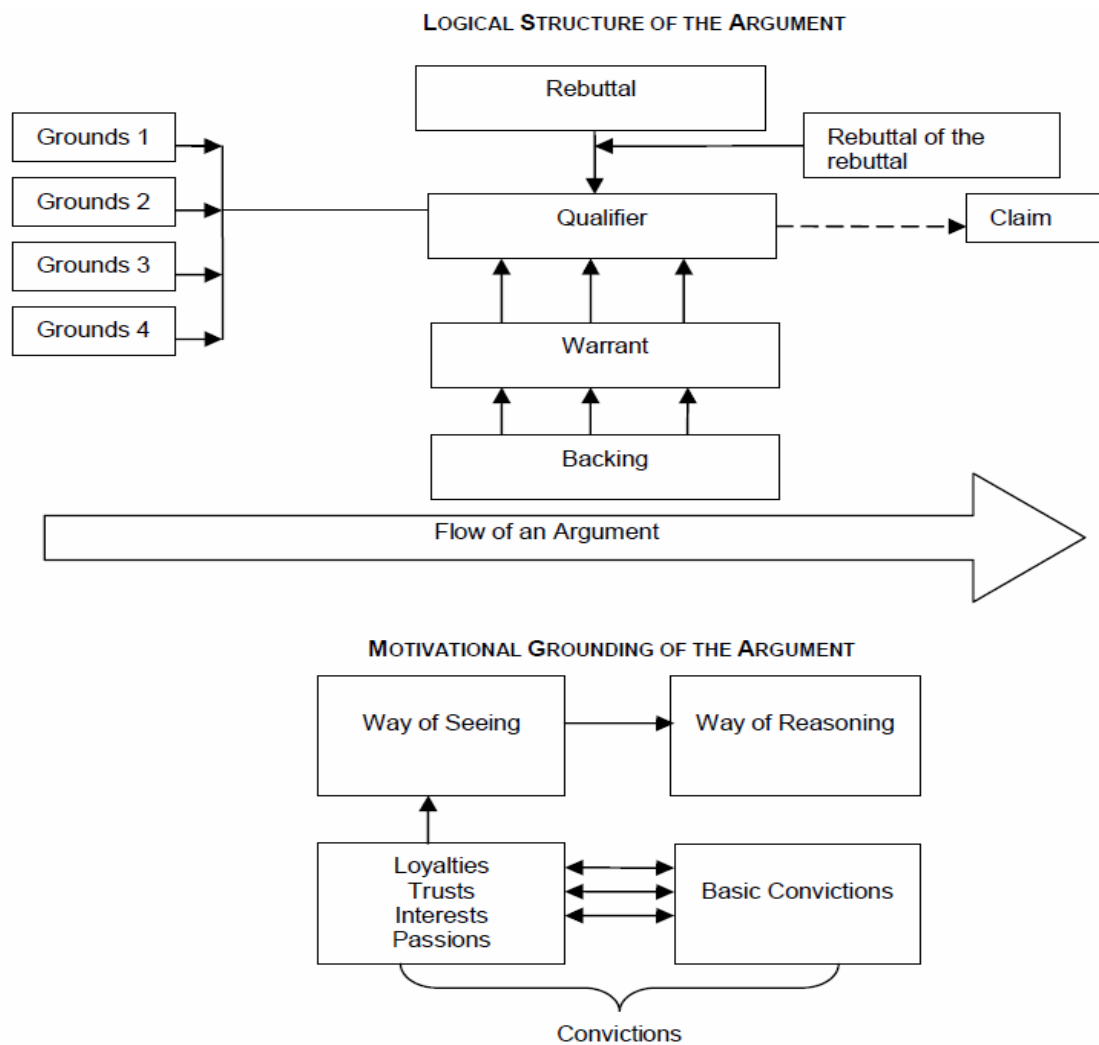 LOGICAL STRUCTURE OF THE ARGUMENT
Rebuttal
Grounds 1
Rebuttal of the
rebuttal
Grounds 2
Qualifier
Claim
Grounds 3
Grounds 4
Warrant
Backing
Flow of an Argument
MOTIVATIONAL GROUNDING OF THE ARGUMENT
Way of Seeing
Way of Reasoning
Loyalties
Trusts
Interests
Passions
Basic Convictions
Convictions